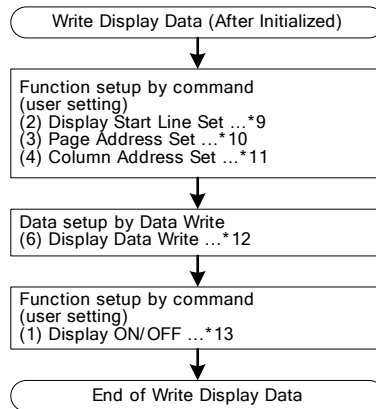 Write Display Data (After Initialized)
Function setup by command
(user setting)
(2) Display Start Line Set ...*9
(3) Page Address Set ...*10
(4) Column Address Set ...*11
Data setup by Data Write
(6) Display Data Write ...*12
Function setup by command
(user setting)
(1) Display ON/OFF ...*13
End of Write Display Data